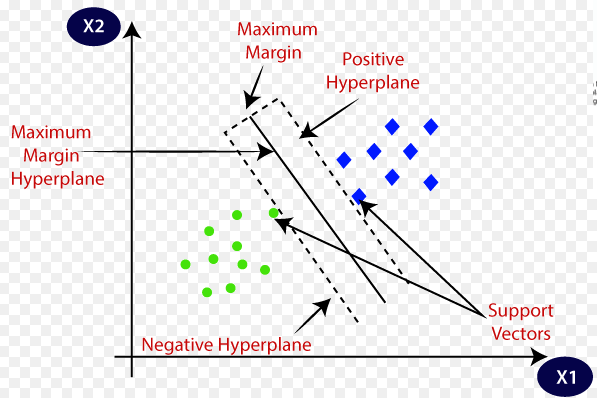 X2
Maximum
Margin
Positive
Hyperplane
Maximum
Margin
Hyperplane
Support
Vectors
Negative Hyperplane
X1